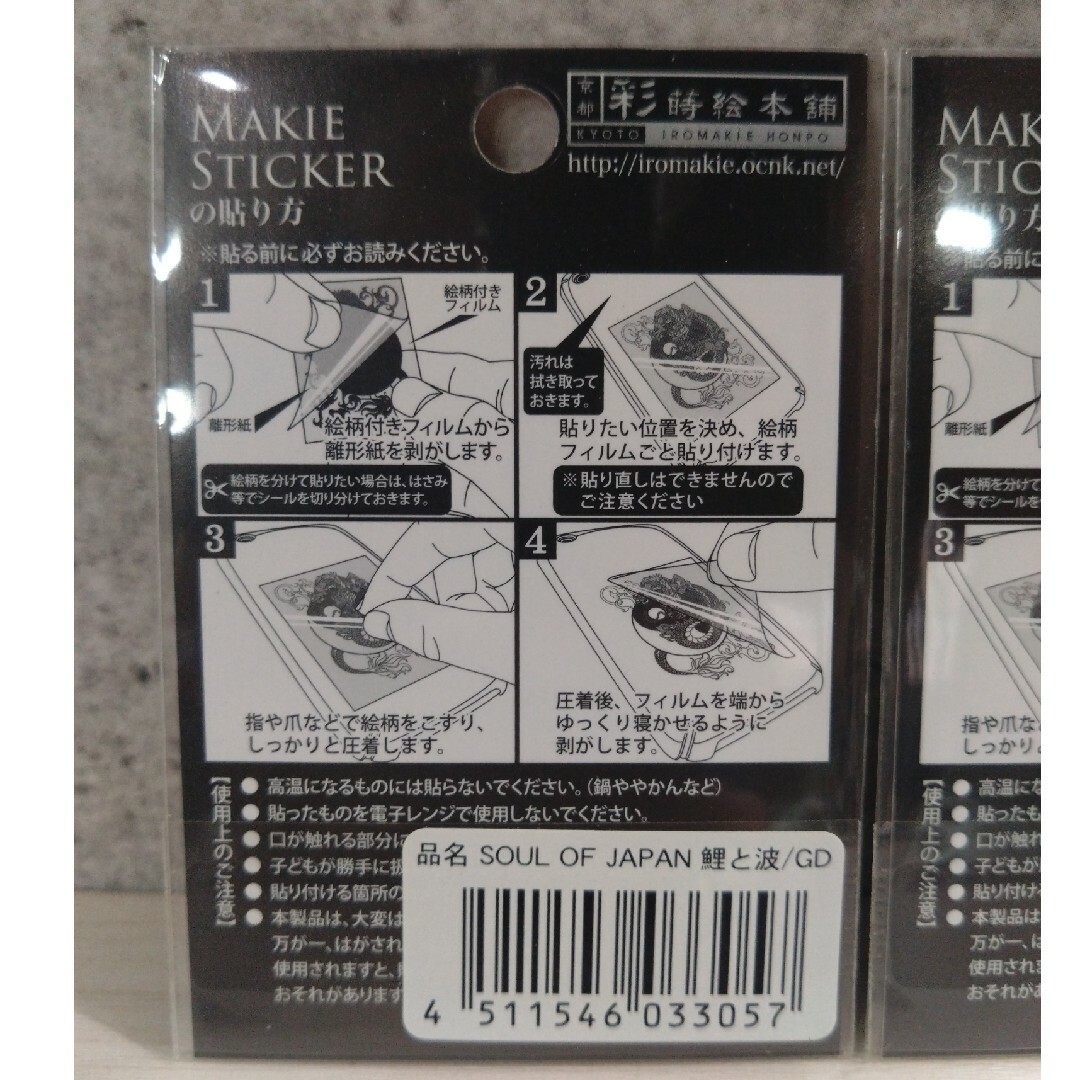 MAKIE
STICKER
の貼り方
京都 彩蒔絵本舗
KYOTO IROMAKIE HONPO
http://iromakie.ocnk.net/
※貼る前に必ずお読みください。
1
絵柄付き
フィルム
離形紙
絵柄付きフィルムから
離形紙を剥がします。
絵柄を分けて貼りたい場合は、はさみ
等でシールを切り分けておきます。
2
汚れは
拭き取って
おきます。
貼りたい位置を決め、絵柄
フィルムごと貼り付けます。
※貼り直しはできませんので
ご注意ください
3
指や爪などで絵柄をこすり、
しっかりと圧着します。
4
圧着後、フィルムを端から
ゆっくり寝かせるように
剥がします。
【使用上のご注意】
● 高温になるものには貼らないでください。(鍋ややかんなど)
● 貼ったものを電子レンジで使用しないでください。
● 口が触れる部分に
● 子どもが勝手に扱
● 貼り付ける箇所の
● 本製品は、大変は
万が一、はがされ
使用されますと、
おそれがあります
品名 SOUL OF JAPAN 鯉と波/GD
4 511546 033057
MAK
STIC
の貼り方
※貼る前に
1
離形紙
絵柄を分けて
等でシールを
3
指や爪な
しっかりと
【使用上のご注意】
● 高温にな
● 貼ったもの
● 口が触れ
● 子どもが
● 貼り付け
● 本製品は
万が一、は
使用され
おそれがあ